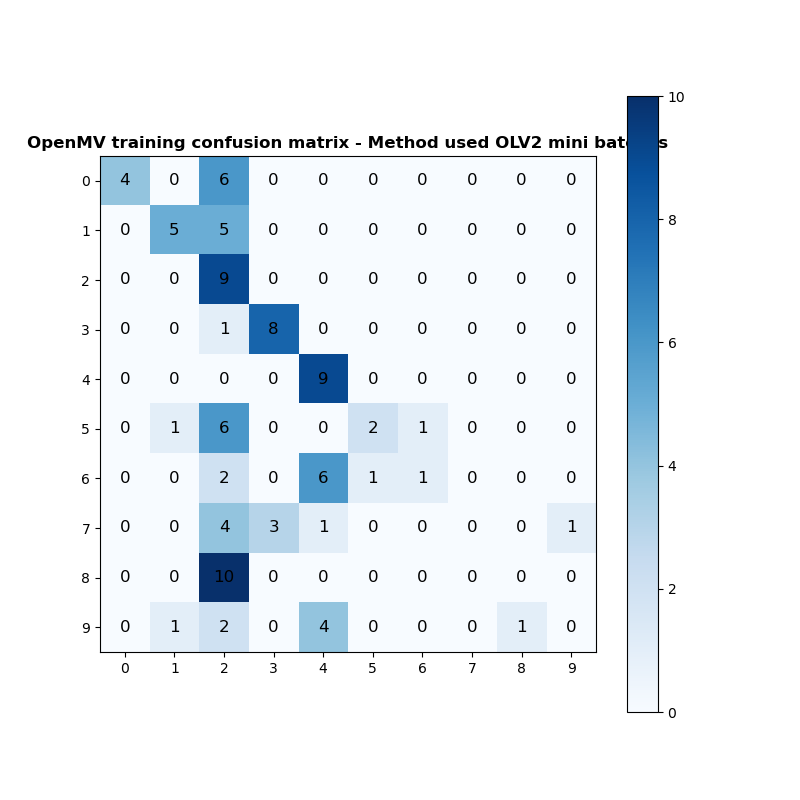 OpenMV training confusion matrix - Method used OLV2 mini batches
10
0 4 0 6 0 0 0 0 0 0 0
1 0 5 5 0 0 0 0 0 0 0
8
2 0 0 9 0 0 0 0 0 0 0
3 0 0 1 8 0 0 0 0 0 0
6
4 0 0 0 0 9 0 0 0 0 0
5 0 1 6 0 0 2 1 0 0 0
4
6 0 0 2 0 6 1 1 0 0 0
7 0 0 4 3 1 0 0 0 0 1
8 0 0 10 0 0 0 0 0 0 0
2
9 0 1 2 0 4 0 0 0 1 0
0 1 2 3 4 5 6 7 8 9
0